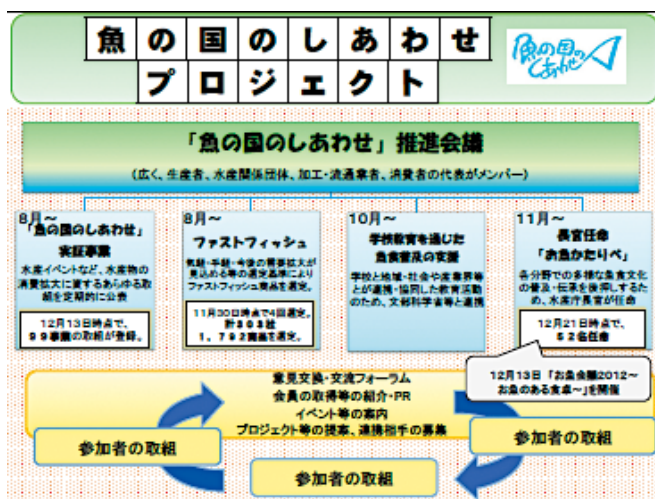 魚の国のしあわせ
プロジェクト
魚の国の
しあわせ
「魚の国のしあわせ」推進会議
（広く、生産者、水産関係団体、加工・流通業者、消費者の代表がメンバー）
8月～
「魚の国のしあわせ」
実証事業
水産イベントなど、水産物の
消費拡大に資するあらゆる取
組を定期的に公表
12月13日時点で、
99事業の取組が登録。
8月～
ファストフィッシュ
気軽・手軽・今後の需要拡大が
見込める等の選定基準により
ファストフィッシュ商品を選定。
11月30日時点で4回選定。
計303社
1，792商品を選定。
10月～
学校教育を通じた
魚食普及の支援
学校と地域・社会や産業界等
とが連携・協同した教育活動
のため、文部科学省等と連携
11月～
長官任命
「お魚かたりべ」
各分野での多様な魚食文化
の普及・伝承を後押しするた
め、水産庁長官が任命
12月21日時点で、
52名任命
12月13日「お魚会議2012～
お魚のある食卓～」を開催
意見交換・交流フォーラム
会員の取得等の紹介・PR
イベント等の案内
プロジェクト等の提案、連携相手の募集
参加者の取組
参加者の取組
参加者の取組